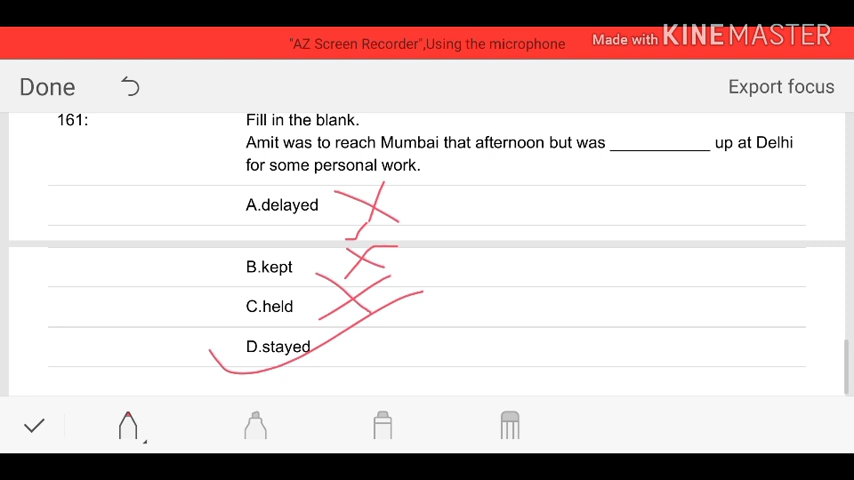 "AZ Screen Recorder",Using the microphone
Made with KINEMASTER
Done
Export focus
161:
Fill in the blank.
Amit was to reach Mumbai that afternoon but was ____________ up at Delhi
for some personal work.
A.delayed
B.kept
C.held
D.stayed